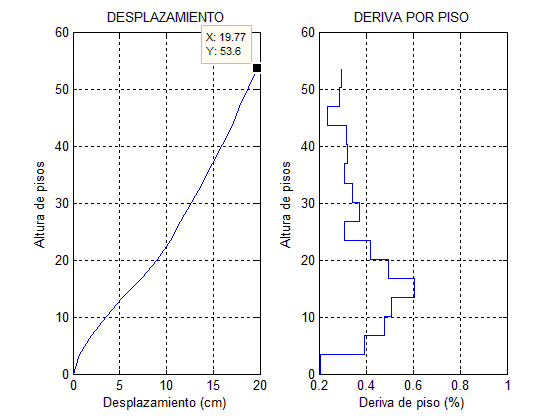 DESPLAZAMIENTO
X: 19.77
Y: 53.6
60
50
40
30
20
10
0
0 5 10 15 20
Altura de pisos
Desplazamiento (cm)
DERIVA POR PISO
60
50
40
30
20
10
0
0.2 0.4 0.6 0.8 1
Altura de pisos
Deriva de piso (%)